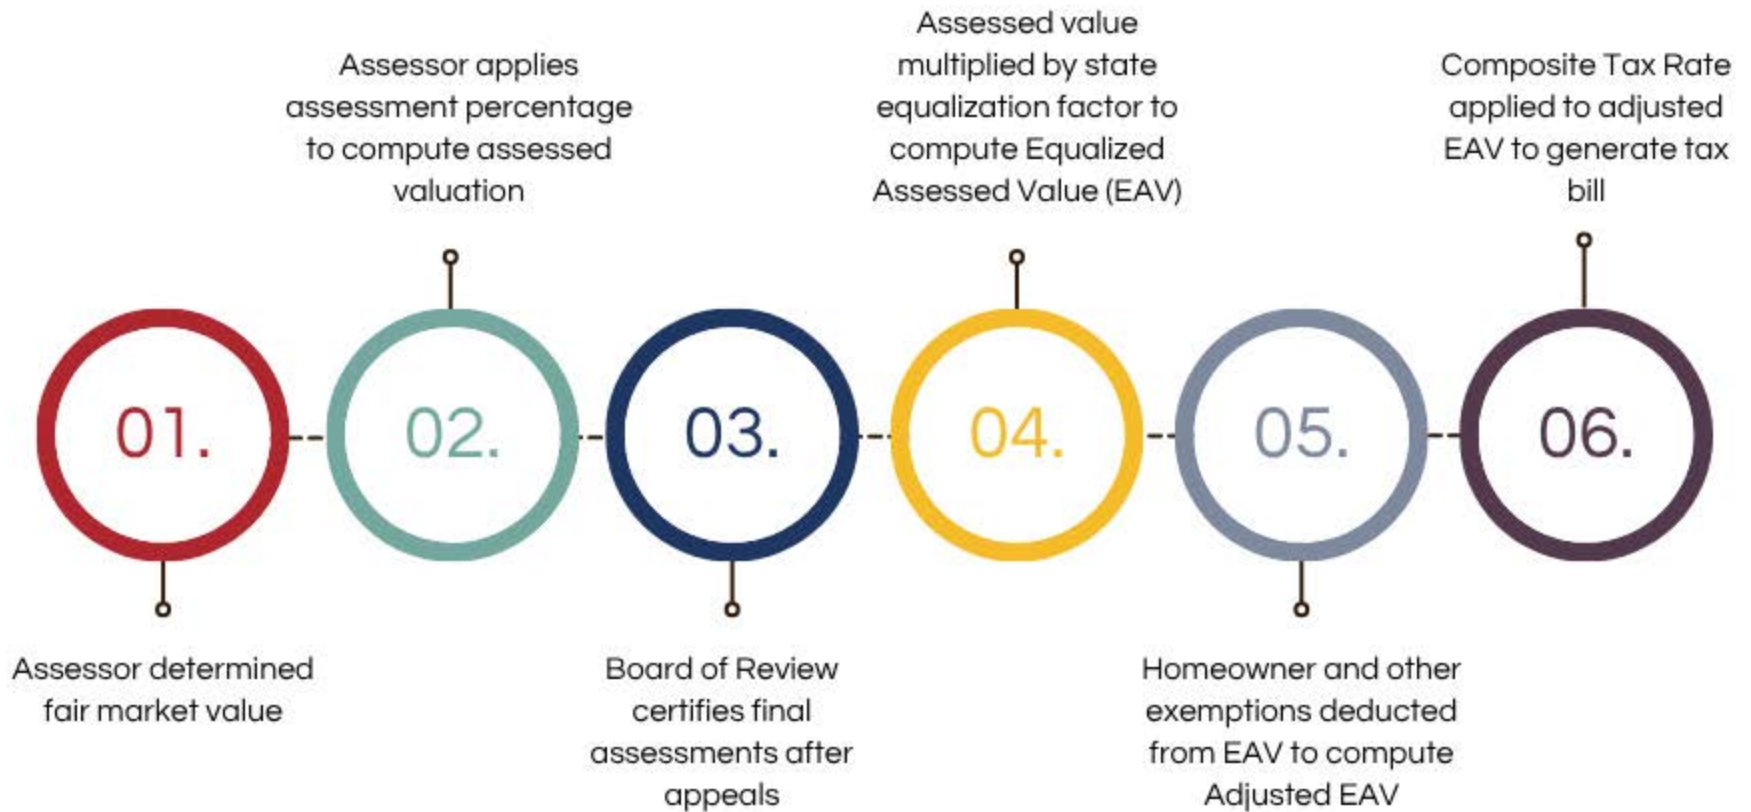 Assessor determined
fair market value
01.
Assessor applies
assessment percentage
to compute assessed
valuation
02.
03.
Board of Review
certifies final
assessments after
appeals
Assessed value
multiplied by state
equalization factor to
compute Equalized
Assessed Value (EAV)
04.
05.
Homeowner and other
exemptions deducted
from EAV to compute
Adjusted EAV
Composite Tax Rate
applied to adjusted
EAV to generate tax
bill
06.